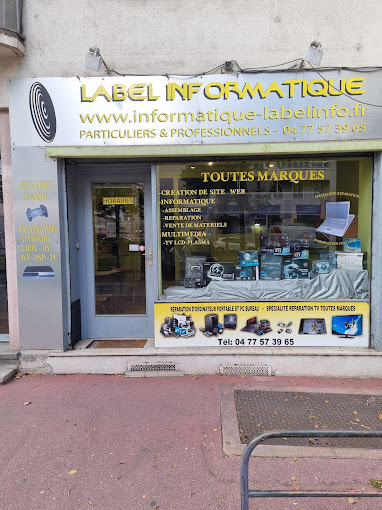 LABEL INFORMATIQUE
www.informatique-labelinfo.fr
PARTICULIERS & PROFESSIONNELS - 04 77 57 39 65
HORAIRES
TOUTES MARQUES
-CREATION DE SITE WEB
-INFORMATIQUE
-ASSEMBLAGE
-REPARATION
-VENTE DE MATERIELS
-MULTIMEDIA
-TV LCD-PLASMA
REPARATION D'ORDINATEUR PORTABLE ET PC BUREAU - SPECIALITE REPARATION TV TOUTES MARQUES
Tél: 04 77 57 39 65